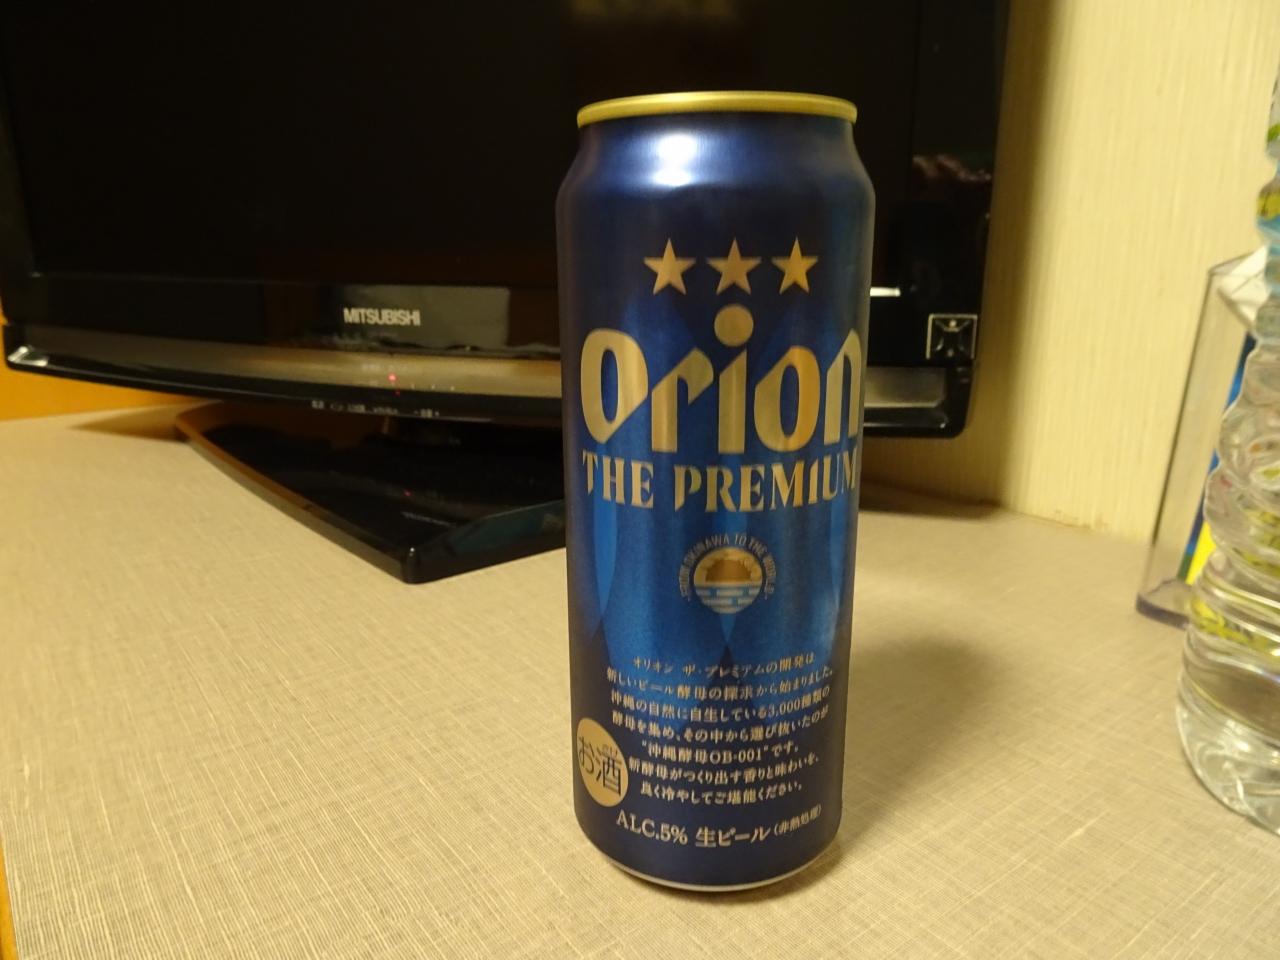 MITSUBISHI
Orion
THE PREMIUM
FROM OKINAWA TO THE WORLD
オリオン ザ・プレミアムの開発は
新しいビール酵母の探求から始まりました。
沖縄の自然に自生している3,000種類の
酵母を集め、その中から選び抜いたのが
“沖縄酵母OB-001”です。
新酵母がつくり出す香りと味わいを、
良く冷やしてご堪能ください。
お酒
ALC.5% 生ビール(非熱処理)